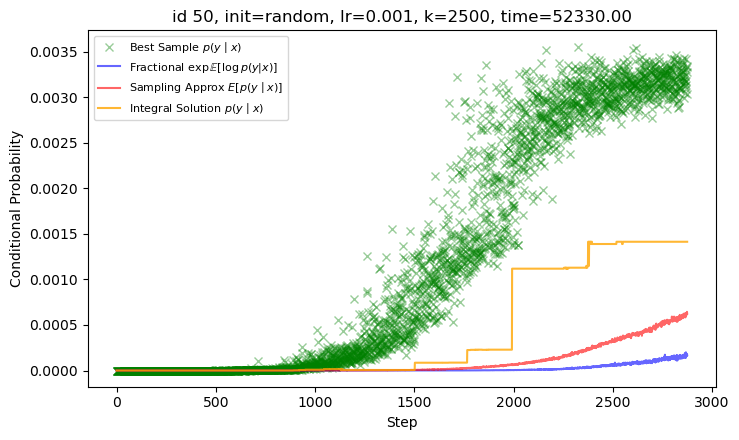 id 50, init=random, lr=0.001, k=2500, time=52330.00
Best Sample p(y | x)
Fractional exp𝔼[log p(y|x)]
Sampling Approx E[p(y | x)]
Integral Solution p(y | x)
Conditional Probability
0.0035
0.0030
0.0025
0.0020
0.0015
0.0010
0.0005
0.0000
0 500 1000 1500 2000 2500 3000
Step